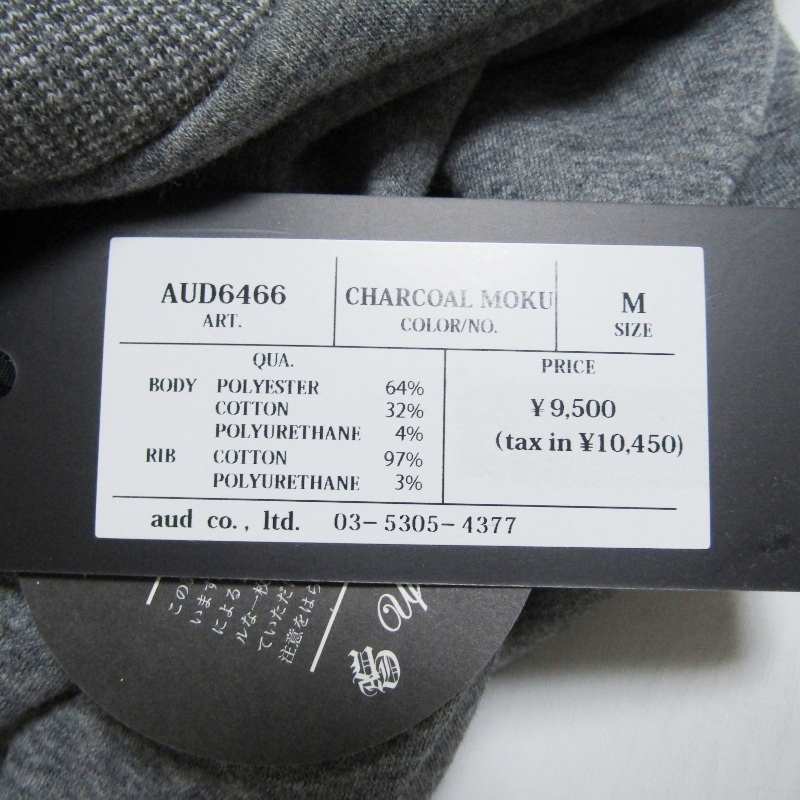 AUD6466
ART.
CHARCOAL MOKU
COLOR/NO.
M
SIZE
QUA.
BODY POLYESTER 64%
COTTON 32%
POLYURETHANE 4%
RIB COTTON 97%
POLYURETHANE 3%
PRICE
¥9,500
(tax in ¥10,450)
aud co., ltd. 03-5305-4377
この
います
による
ルな一枚
ていただ
注意をはら